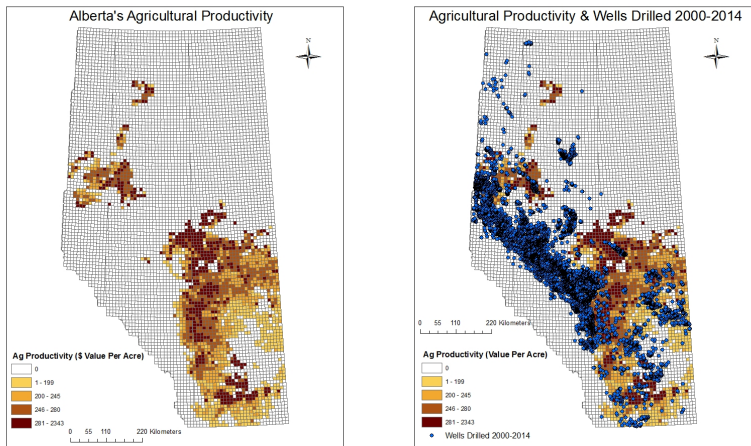 Alberta's Agricultural Productivity
N
Ag Productivity ($ Value Per Acre)
0
1 - 199
200 - 245
246 - 280
281 - 2343
0 55 110 220 Kilometers
Agricultural Productivity & Wells Drilled 2000-2014
N
0 55 110 220 Kilometers
Ag Productivity (Value Per Acre)
0
1 - 199
200 - 245
246 - 280
281 - 2343
Wells Drilled 2000-2014